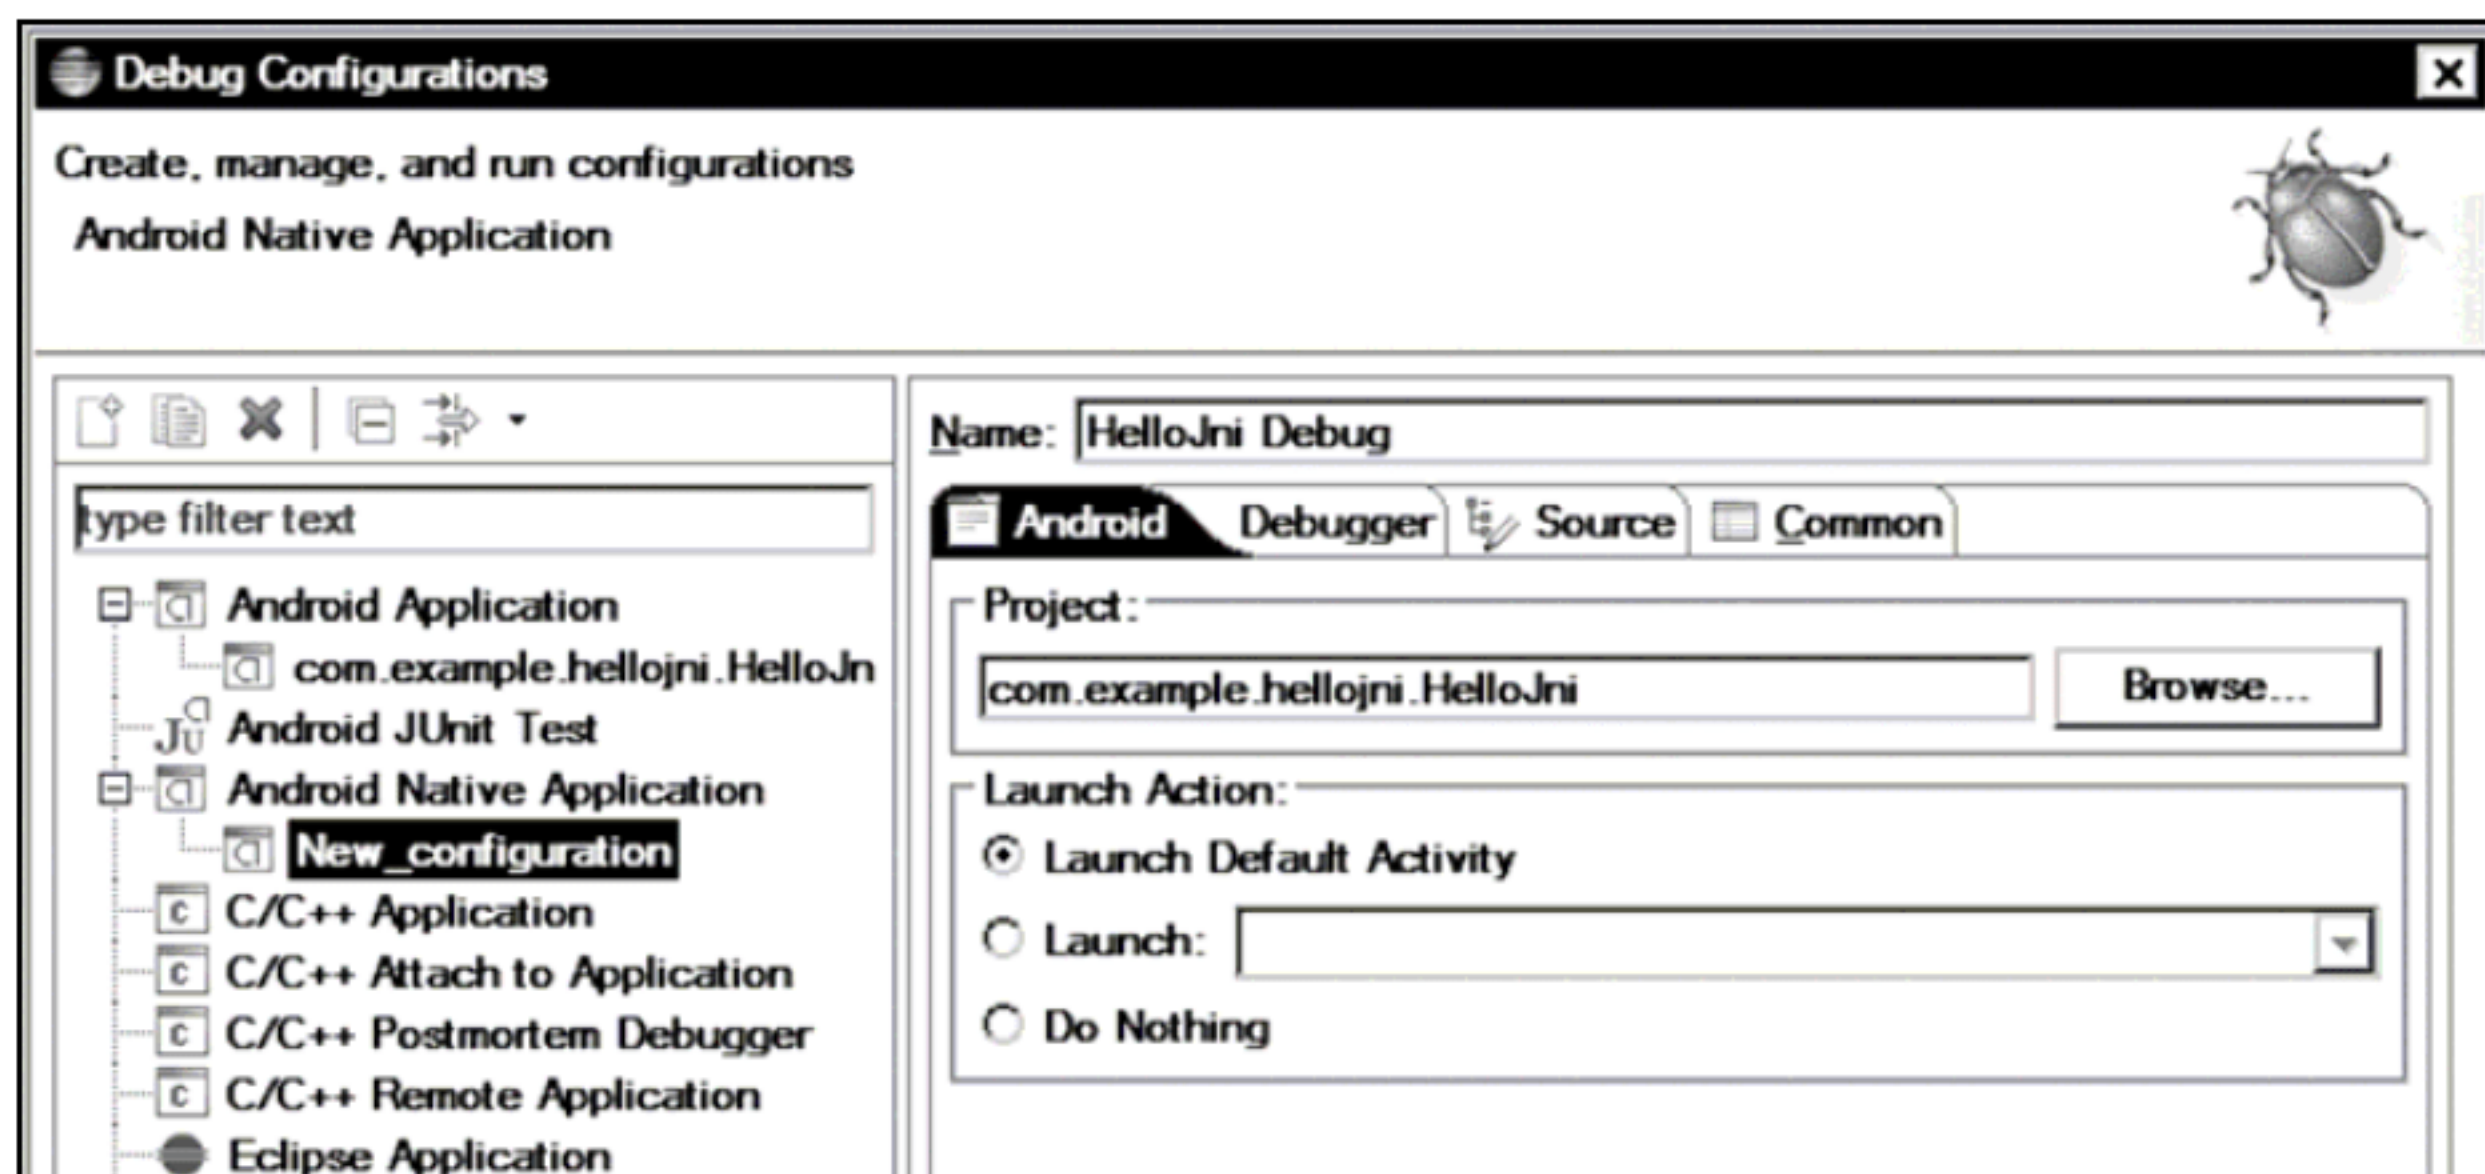 Debug Configurations
Create, manage, and run configurations
Android Native Application
type filter text
Android Application
com.example.hellojni.HelloJn
Android JUnit Test
Android Native Application
New_configuration
C/C++ Application
C/C++ Attach to Application
C/C++ Postmortem Debugger
C/C++ Remote Application
Eclipse Application
Name: HelloJni Debug
Android Debugger Source Common
Project:
com.example.hellojni.HelloJni Browse...
Launch Action:
Launch Default Activity
Launch:
Do Nothing